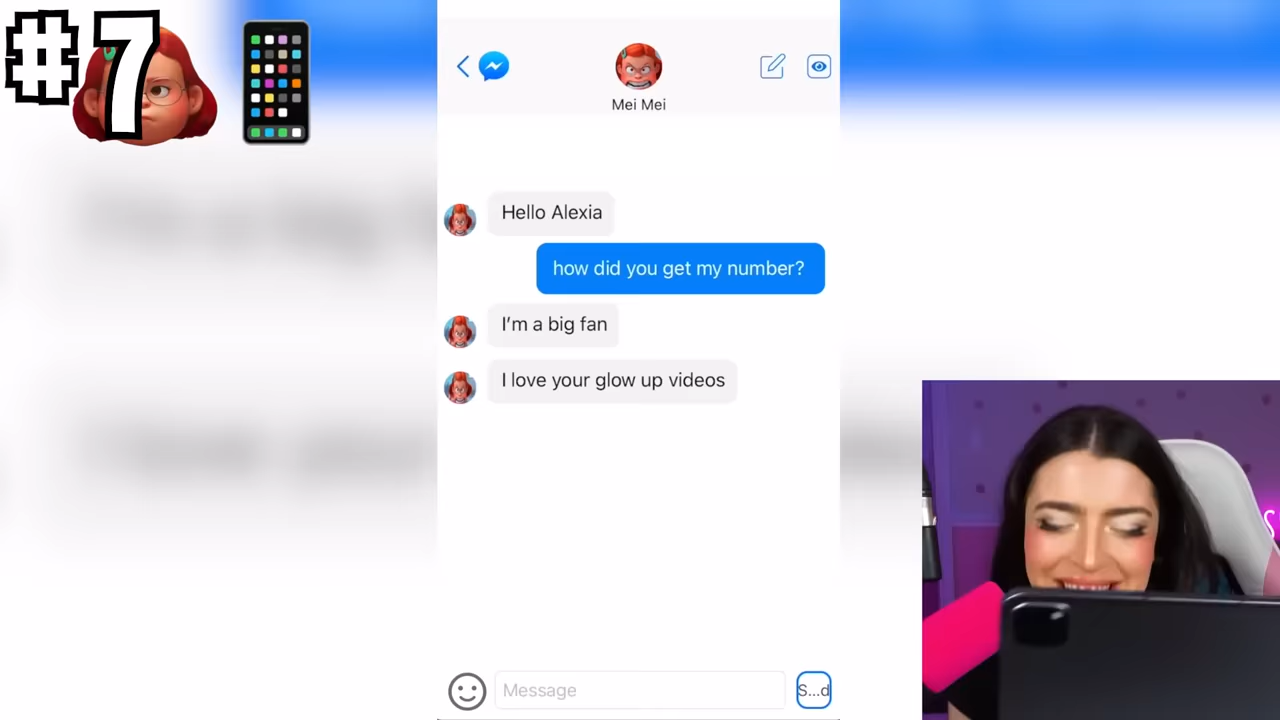 #7
Mei Mei
Hello Alexia
how did you get my number?
I'm a big fan
I love your glow up videos
Message
S...d